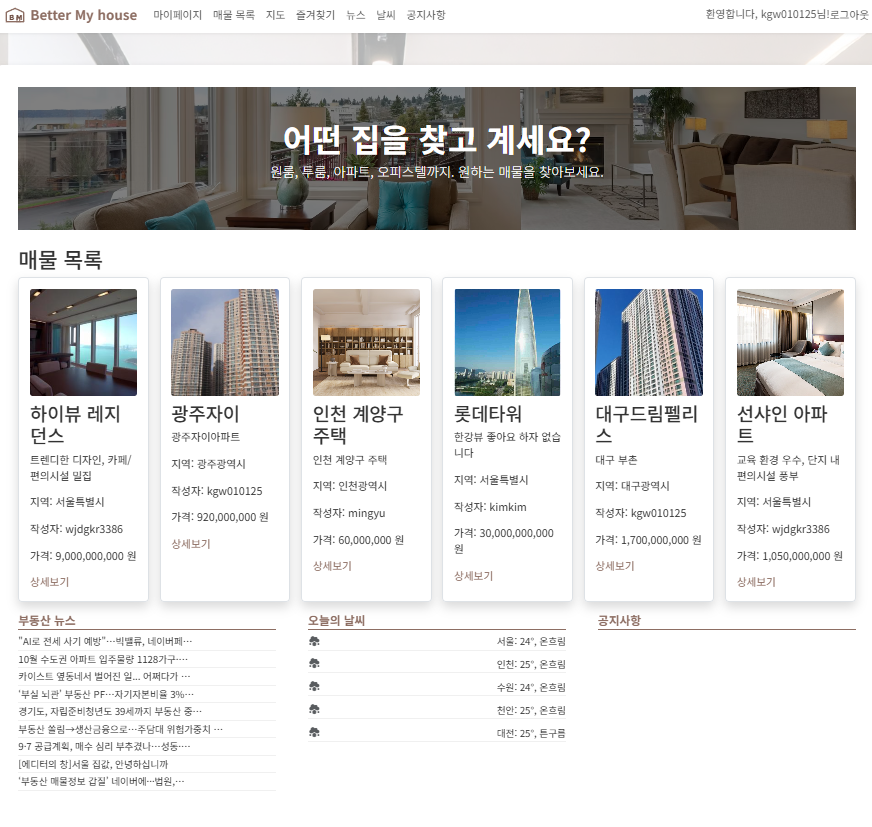 BM Better My house 마이페이지 매물 목록 지도 즐겨찾기 뉴스 날씨 공지사항 환영합니다, kgw010125님!로그아웃
어떤 집을 찾고 계세요?
원룸, 투룸, 아파트, 오피스텔까지. 원하는 매물을 찾아보세요.
매물 목록
하이뷰 레지
던스
트렌디한 디자인, 카페/
편의시설 밀집
지역: 서울특별시
작성자: wjdgkr3386
가격: 9,000,000,000 원
상세보기
광주자이
광주자이아파트
지역: 광주광역시
작성자: kgw010125
가격: 920,000,000 원
상세보기
인천 계양구
주택
인천 계양구 주택
지역: 인천광역시
작성자: mingyu
가격: 60,000,000 원
상세보기
롯데타워
한강뷰 좋아요 하자 없습
니다
지역: 서울특별시
작성자: kimkim
가격: 30,000,000,000
원
상세보기
대구드림펠리
스
대구 부촌
지역: 대구광역시
작성자: kgw010125
가격: 1,700,000,000 원
상세보기
선샤인 아파
트
교육 환경 우수, 단지 내
편의시설 풍부
지역: 서울특별시
작성자: wjdgkr3386
가격: 1,050,000,000 원
상세보기
부동산 뉴스
"AI로 전세 사기 예방"…빅밸류, 네이버페…
10월 수도권 아파트 입주물량 1128가구…·
카이스트 옆동네서 벌어진 일... 어쩌다가 …
'부실 뇌관' 부동산 PF…자기자본비율 3%…
경기도, 자립준비청년도 39세까지 부동산 중…
부동산 쏠림→생산금융으로…주담대 위험가중치 …
9·7 공급계획, 매수 심리 부추겼나…성동·…
[에디터의 창]서울 집값, 안녕하십니까
'부동산 매물정보 갑질' 네이버에…법원,…
오늘의 날씨
서울: 24°, 온흐림
인천: 25°, 온흐림
수원: 24°, 온흐림
천안: 25°, 온흐림
대전: 25°, 튼구름
공지사항